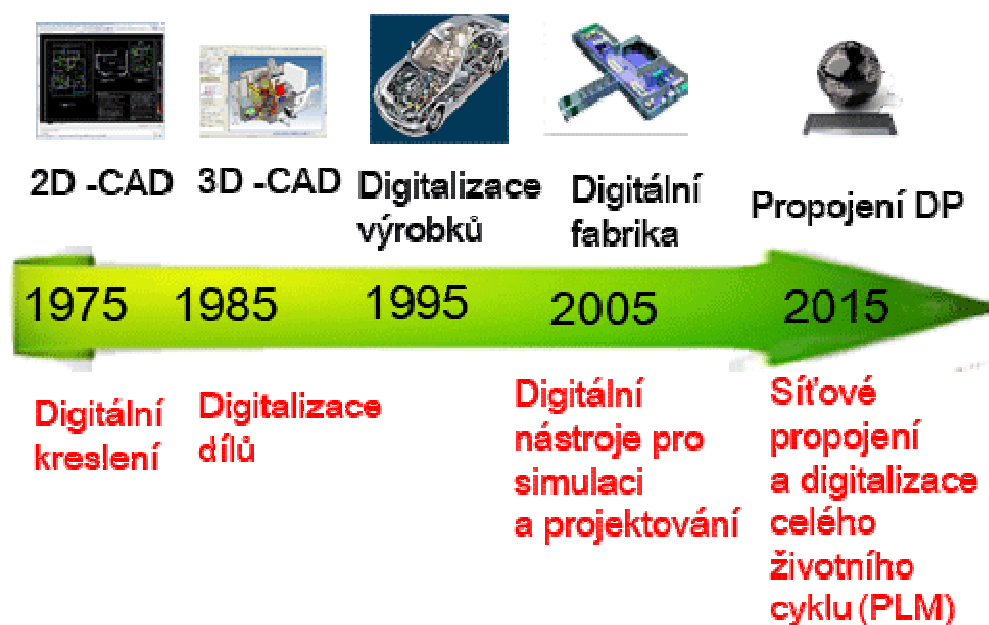 2D -CAD
3D -CAD
Digitalizace
výrobků
Digitální
fabrika
Propojení DP
1975
1985
1995
2005
2015
Digitální
kreslení
Digitalizace
dílů
Digitální
nástroje pro
simulaci
a projektování
Síťové
propojení
a digitalizace
celého
životního
cyklu (PLM)